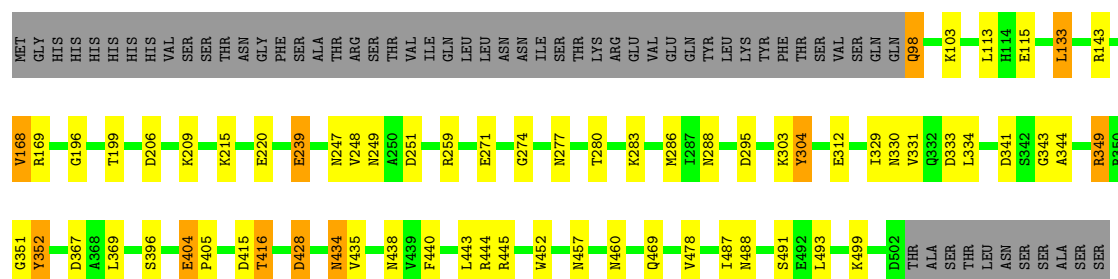 MET GLY HIS HIS HIS HIS HIS HIS VAL SER SER THR ASN GLY PHE SER ALA THR ARG SER THR VAL ILE GLN LEU LEU ASN ASN ILE SER THR LYS ARG GLU VAL GLU GLN TYR LEU LYS TYR PHE THR SER VAL SER GLN GLN Q98 K103 L113 H114 E115 L133 R143
V168 R169 G196 T199 D206 K209 K215 E220 E239 N247 V248 N249 A250 D251 R259 E271 G274 N277 T280 K283 M286 I287 N288 D295 K303 Y304 E312 I329 N330 V331 Q332 D333 L334 D341 S342 G343 A344 R349 P350
G351 Y352 D367 A368 L369 S396 E404 P405 D415 T416 D428 N434 V435 N438 V439 F440 L443 R444 R445 W452 N457 N460 Q469 V478 I487 N488 S491 E492 L493 K499 D502 THR ALA SER SER THR LEU ASN SER SER ALA SER SER